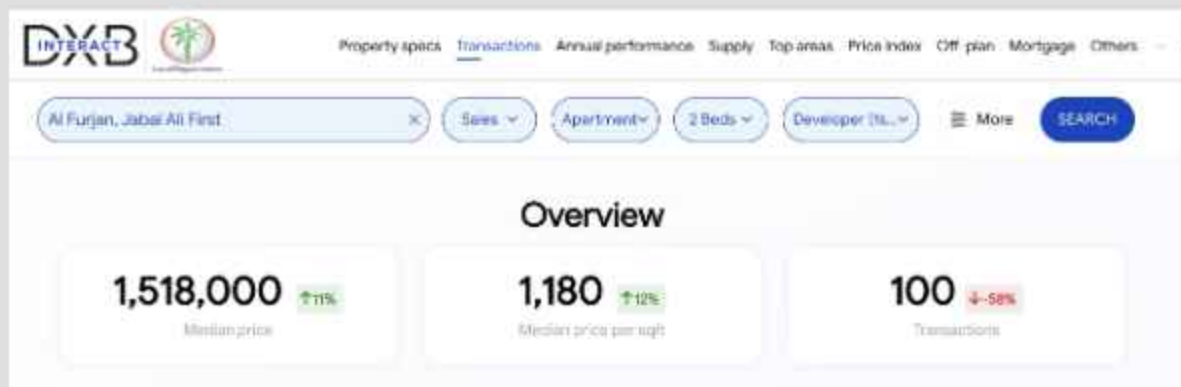 DXB
INTERACT
Property specs Transactions Annual performance Supply Top areas Price Index Off plan Mortgage Others
Al Furjan, Jabal Ali First × Sales Apartment 2 Beds Developer More SEARCH
Overview
1,518,000 ↑11% 1,180 ↑12% 100 ↓-58%
Median price Median price per sqft Transactions